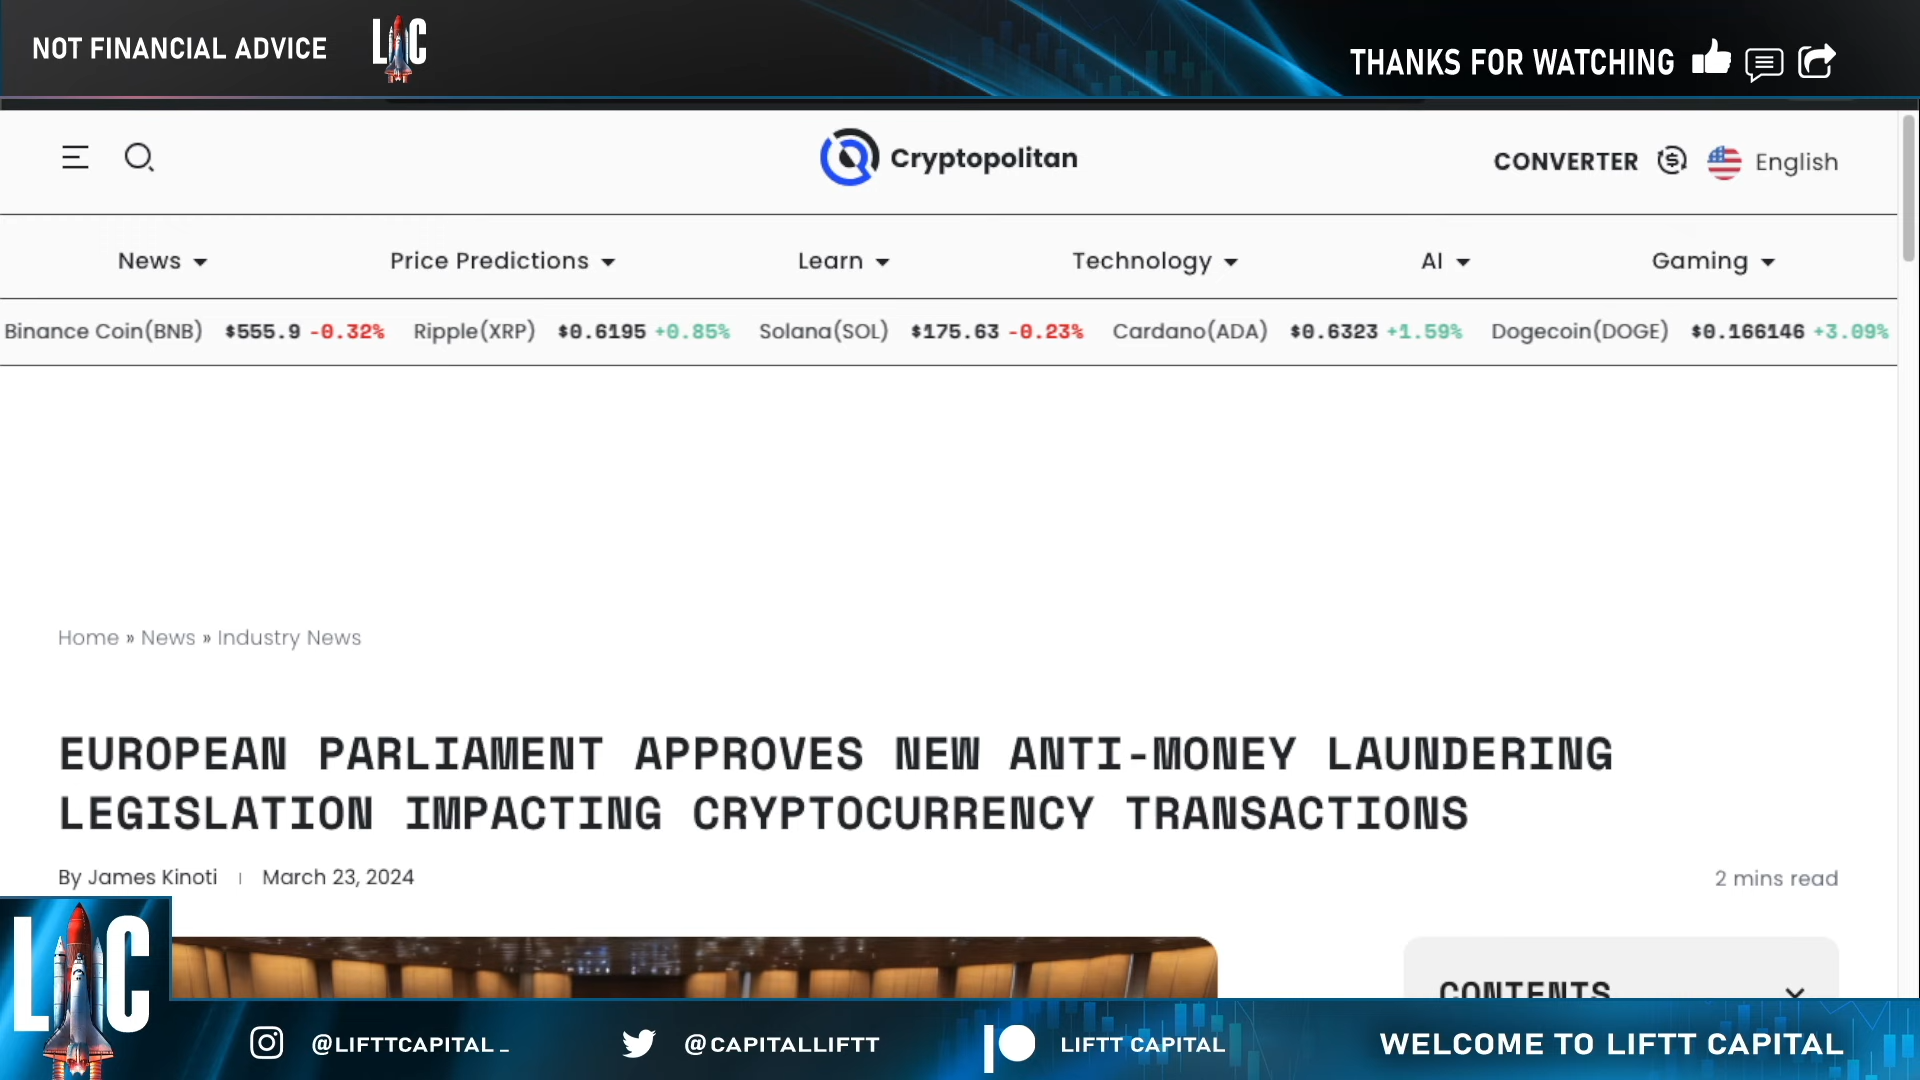 NOT FINANCIAL ADVICE
LC
THANKS FOR WATCHING
Cryptopolitan
CONVERTER
English
News
Price Predictions
Learn
Technology
AI
Gaming
Binance Coin(BNB) $555.9 -0.32% Ripple(XRP) $0.6195 +0.85% Solana(SOL) $175.63 -0.23% Cardano(ADA) $0.6323 +1.59% Dogecoin(DOGE) $0.166146 +3.09%
Home » News » Industry News
EUROPEAN PARLIAMENT APPROVES NEW ANTI-MONEY LAUNDERING
LEGISLATION IMPACTING CRYPTOCURRENCY TRANSACTIONS
By James Kinoti | March 23, 2024
2 mins read
CONTENTS
LC
@LIFTTCAPITAL_
@CAPITALLIFTT
LIFTT CAPITAL
WELCOME TO LIFTT CAPITAL